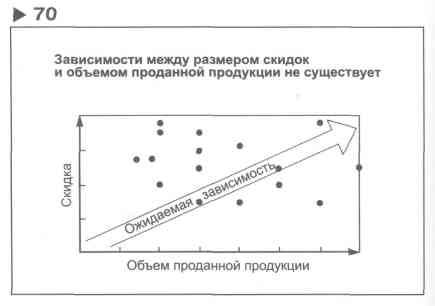 ▶ 70
Зависимости между размером скидок
и объемом проданной продукции не существует
Скидка
Ожидаемая зависимость
Объем проданной продукции